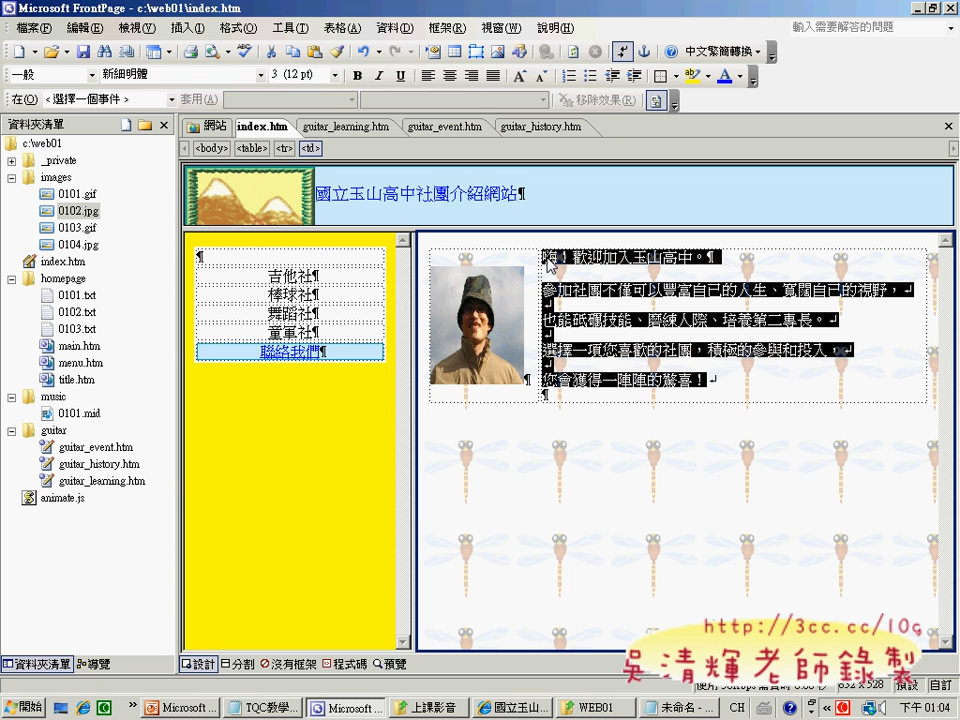 Microsoft FrontPage - c:\web01\index.htm
檔案(F) 編輯(E) 檢視(V) 插入(I) 格式(O) 工具(T) 表格(A) 資料(D) 框架(R) 視窗(W) 說明(H) 輸入需要解答的問題
中文繁簡轉換
一般 新細明體 3 (12 pt) B I U
在(O) <選擇一個事件> 套用(A) 移除效果(R)
資料夾清單
網站 index.htm guitar_learning.htm guitar_event.htm guitar_history.htm
<body> <table> <tr> <td>
c:\web01
_private
images
0101.gif
0102.jpg
0103.gif
0104.jpg
index.htm
homepage
0101.txt
0102.txt
0103.txt
main.htm
menu.htm
title.htm
music
0101.mid
guitar
guitar_event.htm
guitar_history.htm
guitar_learning.htm
animate.js
國立玉山高中社團介紹網站
吉他社
棒球社
舞蹈社
童軍社
聯絡我們
嗨！歡迎加入玉山高中。
參加社團不僅可以豐富自已的人生、寬闊自已的視野，
也能砥礪技能、磨練人際、培養第二專長。
選擇一項您喜歡的社團，積極的參與和投入，
您會獲得一陣陣的驚喜！
http://3cc.cc/10g
吳清輝老師錄製
資料夾清單 導覽
設計 分割 沒有框架 程式碼 預覽
預設 自訂
開始 Microsoft ... TQC教學... Microsoft ... 上課影音 國立玉山... WEB01 未命名 - ... CH 下午 01:04